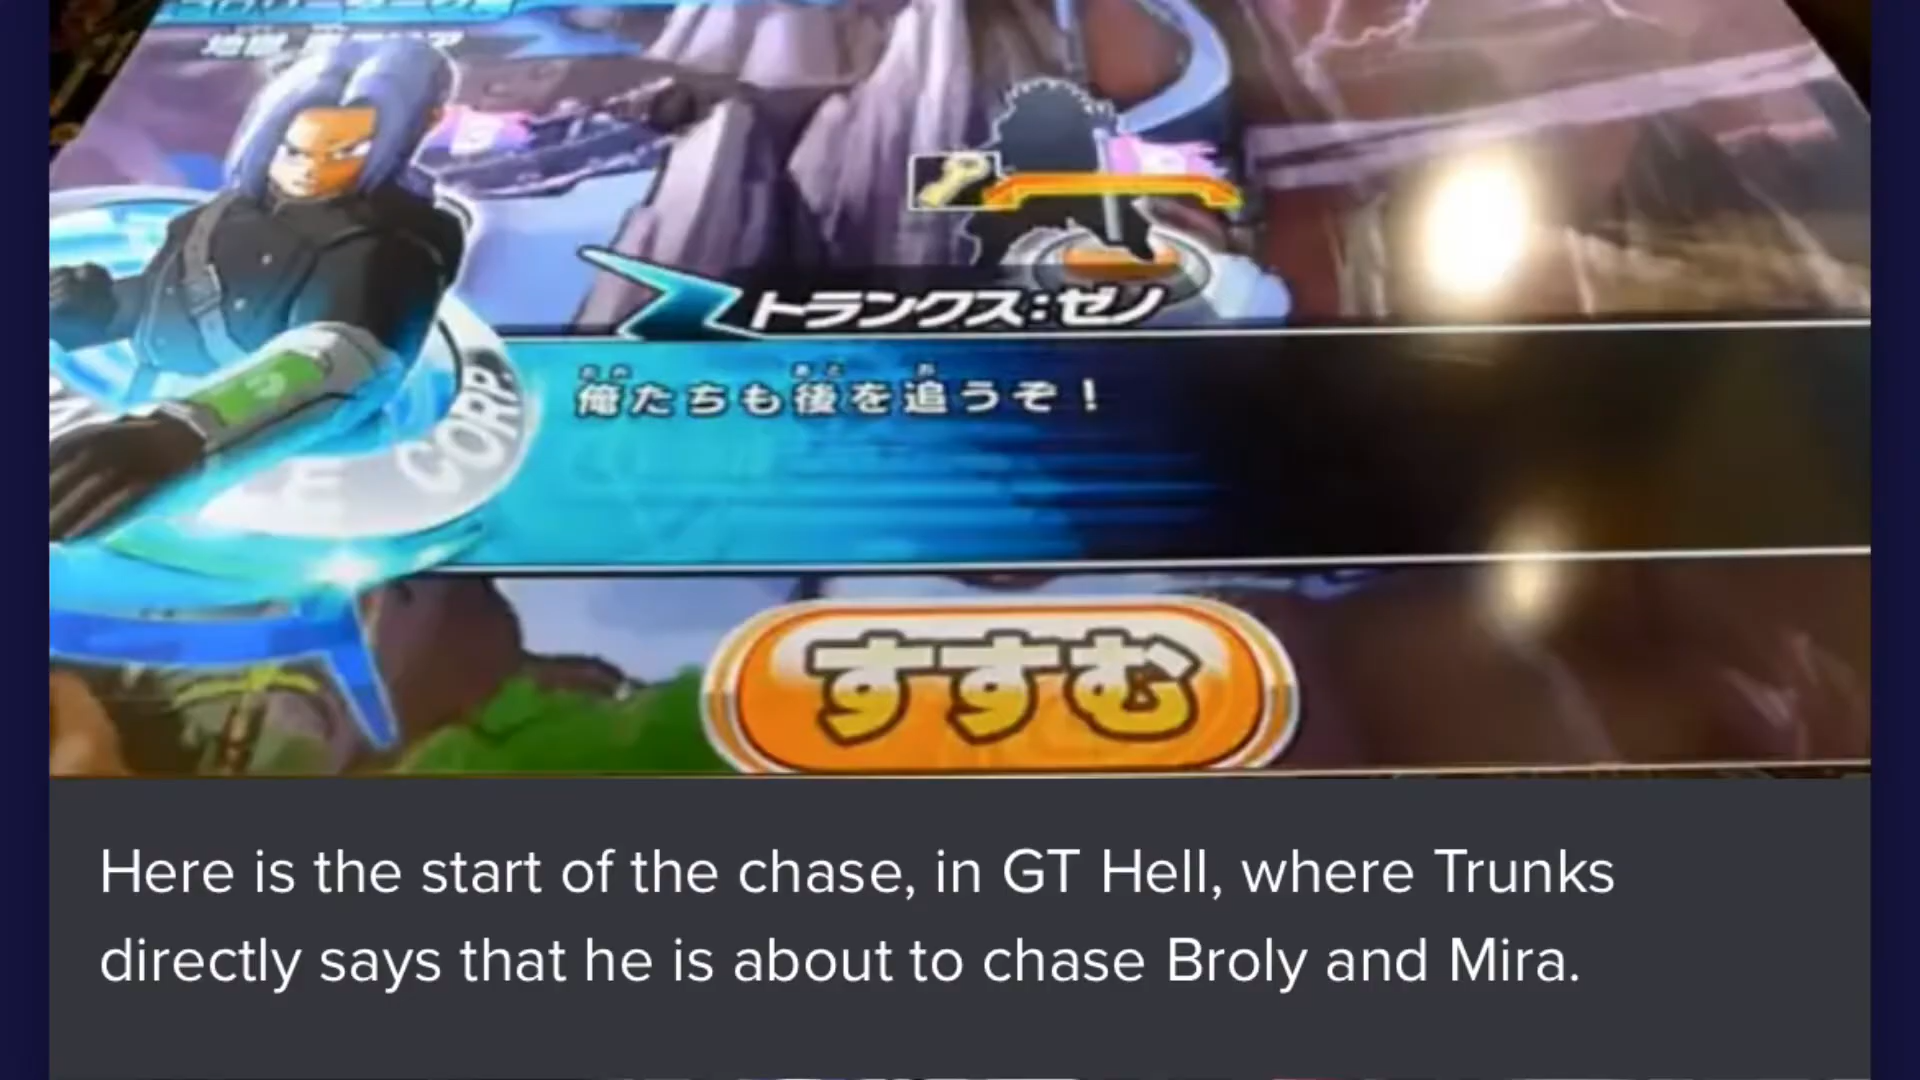 トランクス:ゼノ
俺たちも後を追うぞ!
すすむ
CORP.
Here is the start of the chase, in GT Hell, where Trunks
directly says that he is about to chase Broly and Mira.